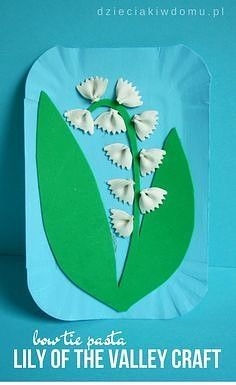 dzieciakiwdomu.pl
bow tie pasta
LILY OF THE VALLEY CRAFT